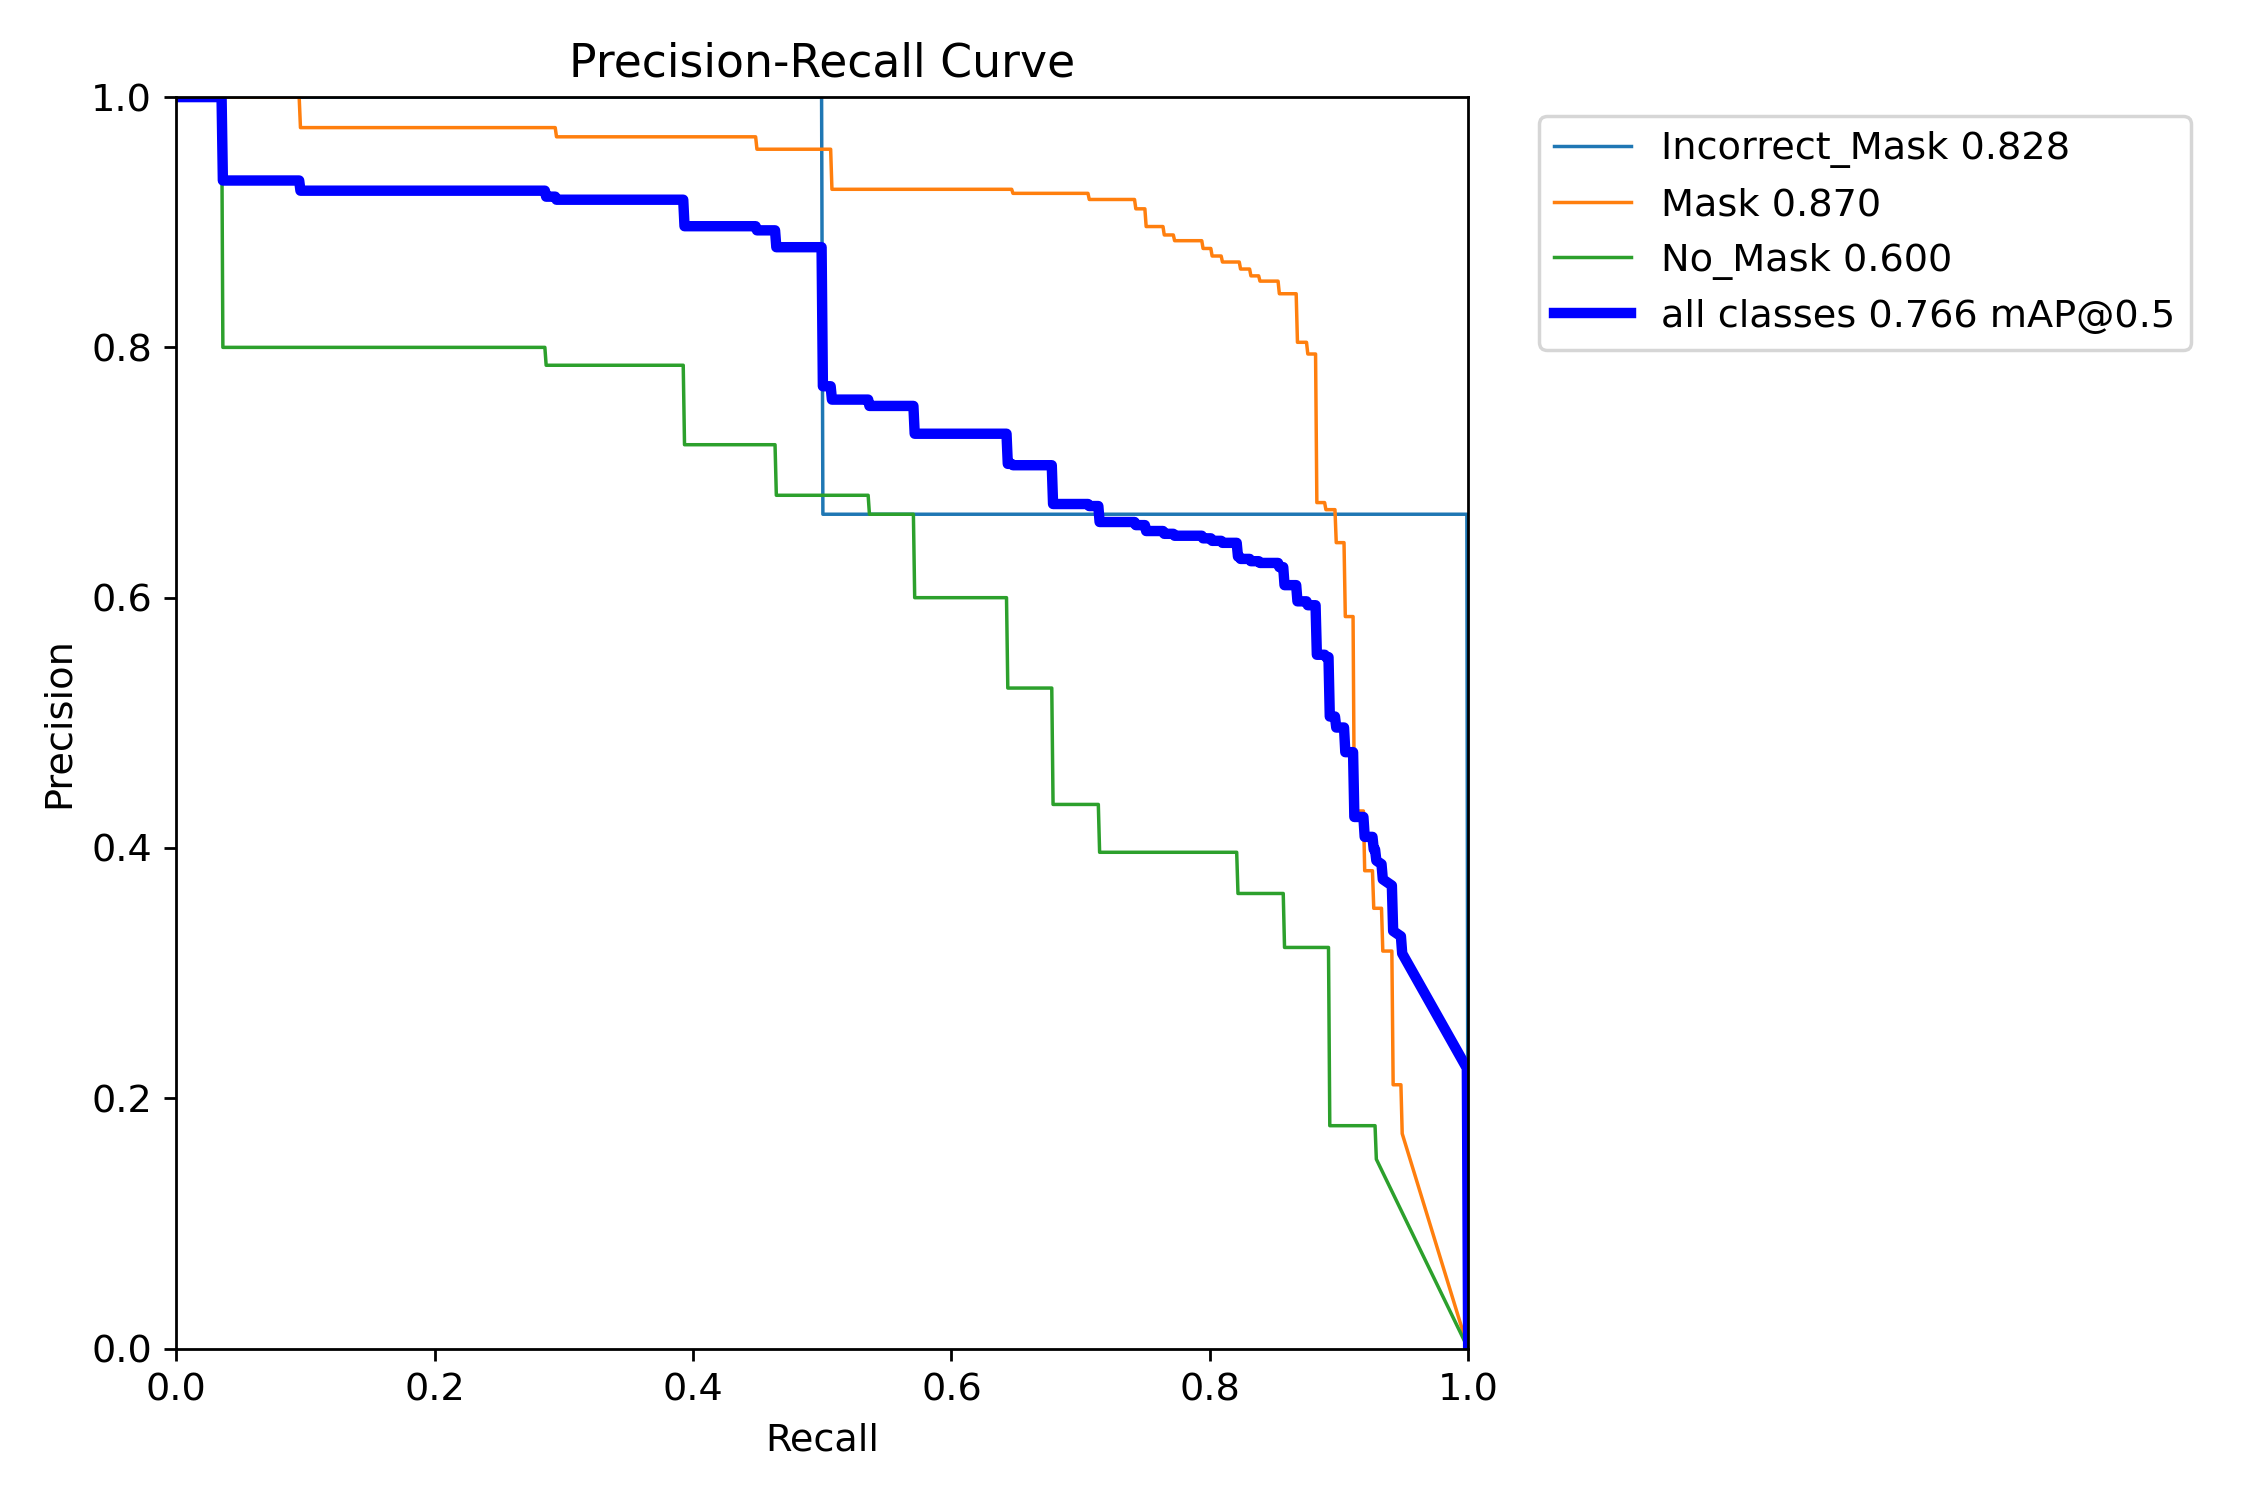 Precision-Recall Curve
1.0
0.8
0.6
0.4
0.2
0.0
Precision
0.0 0.2 0.4 0.6 0.8 1.0
Recall
Incorrect_Mask 0.828
Mask 0.870
No_Mask 0.600
all classes 0.766 mAP@0.5